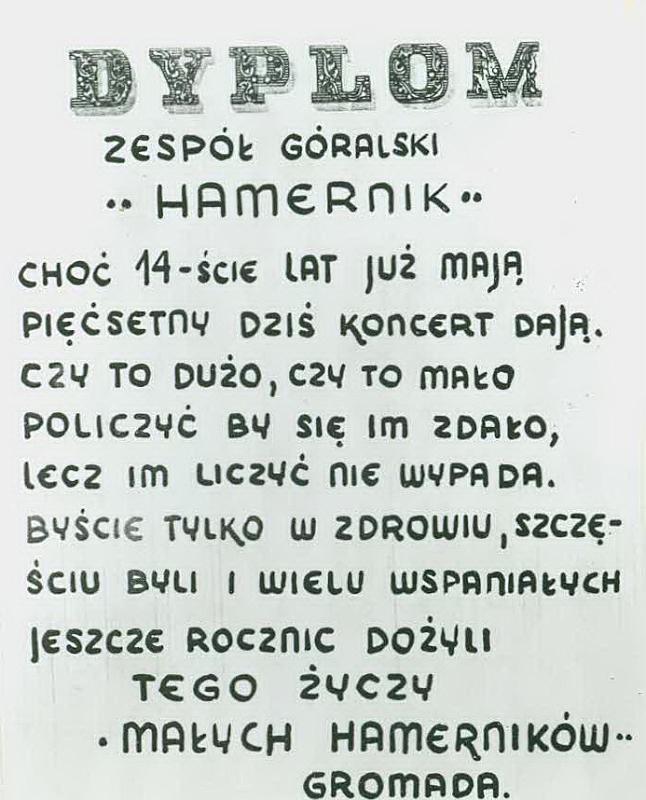 DYPLOM
ZESPÓŁ GÓRALSKI
"HAMERNIK"
CHOĆ 14-ŚCIE LAT JUŻ MAJĄ
PIĘĆSETNY DZIŚ KONCERT DAJĄ.
CZY TO DUŻO, CZY TO MAŁO
POLICZYĆ BY SIĘ IM ZDAŁO,
LECZ IM LICZYĆ NIE WYPADA.
BYŚCIE TYLKO W ZDROWIU, SZCZĘ-
ŚCIU BYLI I WIELU WSPANIAŁYCH
JESZCZE ROCZNIC DOŻYLI
TEGO ŻYCZY
"MAŁYCH HAMERNIKÓW"
GROMADA.